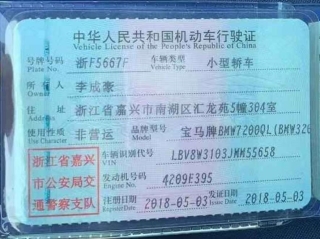 中华人民共和国机动车行驶证
Vehicle License of the People's Republic of China
号牌号码 浙F5667F 车辆类型 小型轿车
Plate No. Vehicle Type
所有人 李成豪
Owner
住址 浙江省嘉兴市南湖区汇龙苑5幢304室
Address
使用性质 非营运 品牌型号 宝马牌BMW7200QL(BMW320
Use Character Model
浙江省嘉兴
市公安局交
通警察支队
车辆识别代号 LBV8W3103JMM55658
VIN
发动机号码 4209F395
Engine No.
注册日期 2018-05-03 发证日期 2018-05-03
Register Date Issue Date